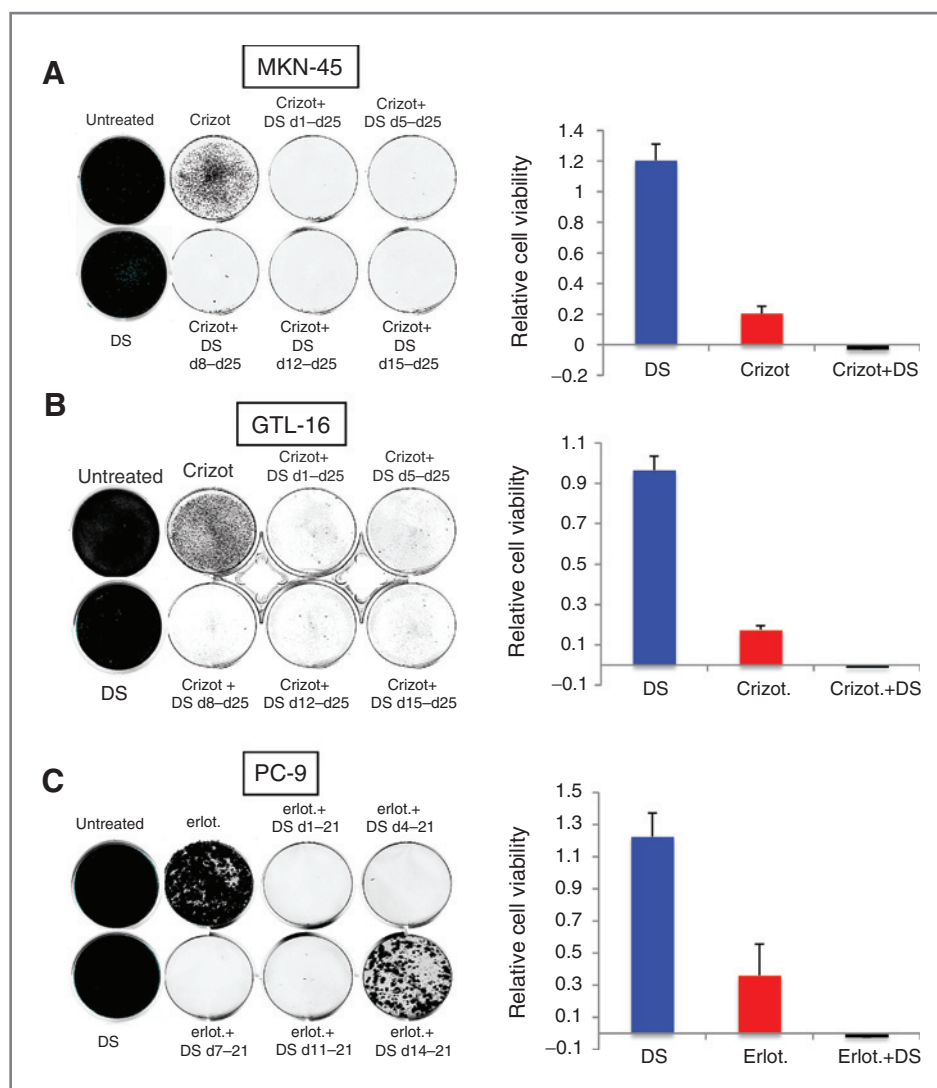 A
MKN-45
Untreated
Crizot
Crizot+
DS d1–d25
Crizot+
DS d5–d25
DS
Crizot+
DS
d8–d25
Crizot+
DS
d12–d25
Crizot+
DS
d15–d25
Relative cell viability
1.4
1.2
1
0.8
0.6
0.4
0.2
0
–0.2
DS
Crizot
Crizot+DS
B
GTL-16
Untreated
Crizot
Crizot+
DS d1–d25
Crizot+
DS d5–d25
DS
Crizot +
DS d8–d25
Crizot+
DS d12–d25
Crizot+
DS d15–d25
Relative cell viability
1.1
0.9
0.7
0.5
0.3
0.1
–0.1
DS
Crizot.
Crizot.+DS
C
PC-9
Untreated
erlot.
erlot.+
DS d1–21
erlot.+
DS d4–21
DS
erlot.+
DS d7–21
erlot.+
DS d11–21
erlot.+
DS d14–21
Relative cell viability
1.5
1.3
1.1
0.9
0.7
0.5
0.3
0.1
–0.1
DS
Erlot.
Erlot.+DS